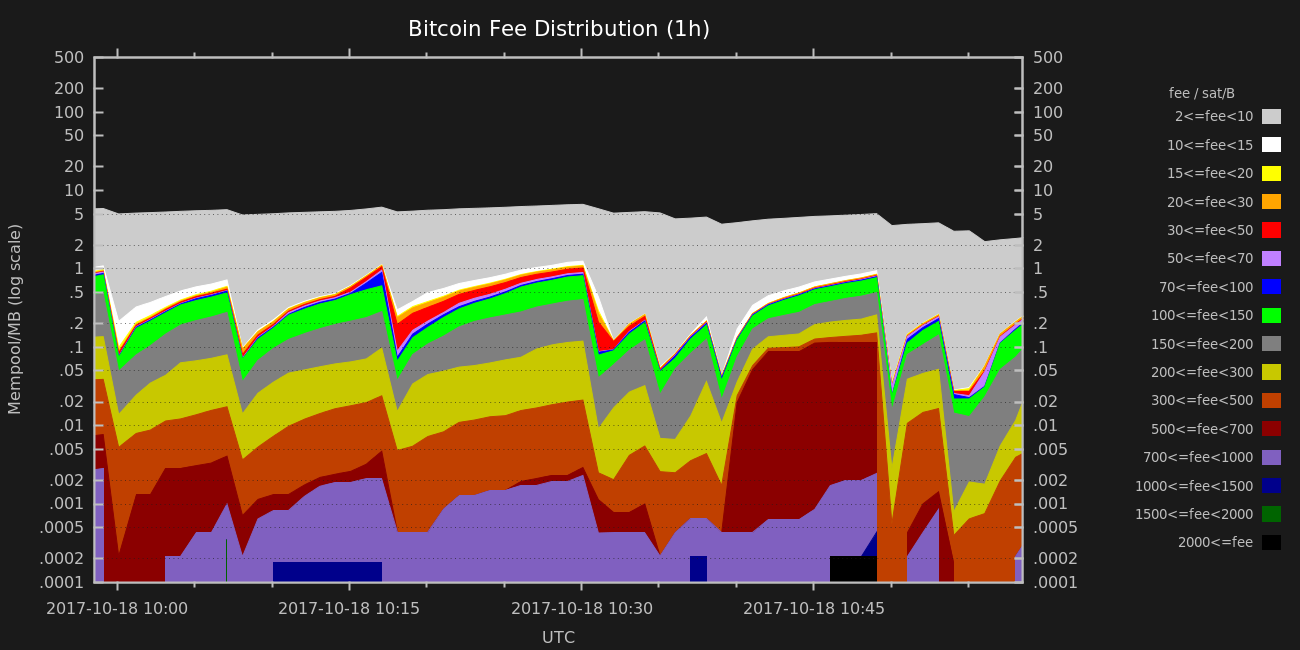 Bitcoin Fee Distribution (1h)
Mempool/MB (log scale)
500
200
100
50
20
10
5
2
1
.5
.2
.1
.05
.02
.01
.005
.002
.001
.0005
.0002
.0001
500
200
100
50
20
10
5
2
1
.5
.2
.1
.05
.02
.01
.005
.002
.001
.0005
.0002
.0001
2017-10-18 10:00
2017-10-18 10:15
2017-10-18 10:30
2017-10-18 10:45
UTC
fee / sat/B
2<=fee<10
10<=fee<15
15<=fee<20
20<=fee<30
30<=fee<50
50<=fee<70
70<=fee<100
100<=fee<150
150<=fee<200
200<=fee<300
300<=fee<500
500<=fee<700
700<=fee<1000
1000<=fee<1500
1500<=fee<2000
2000<=fee